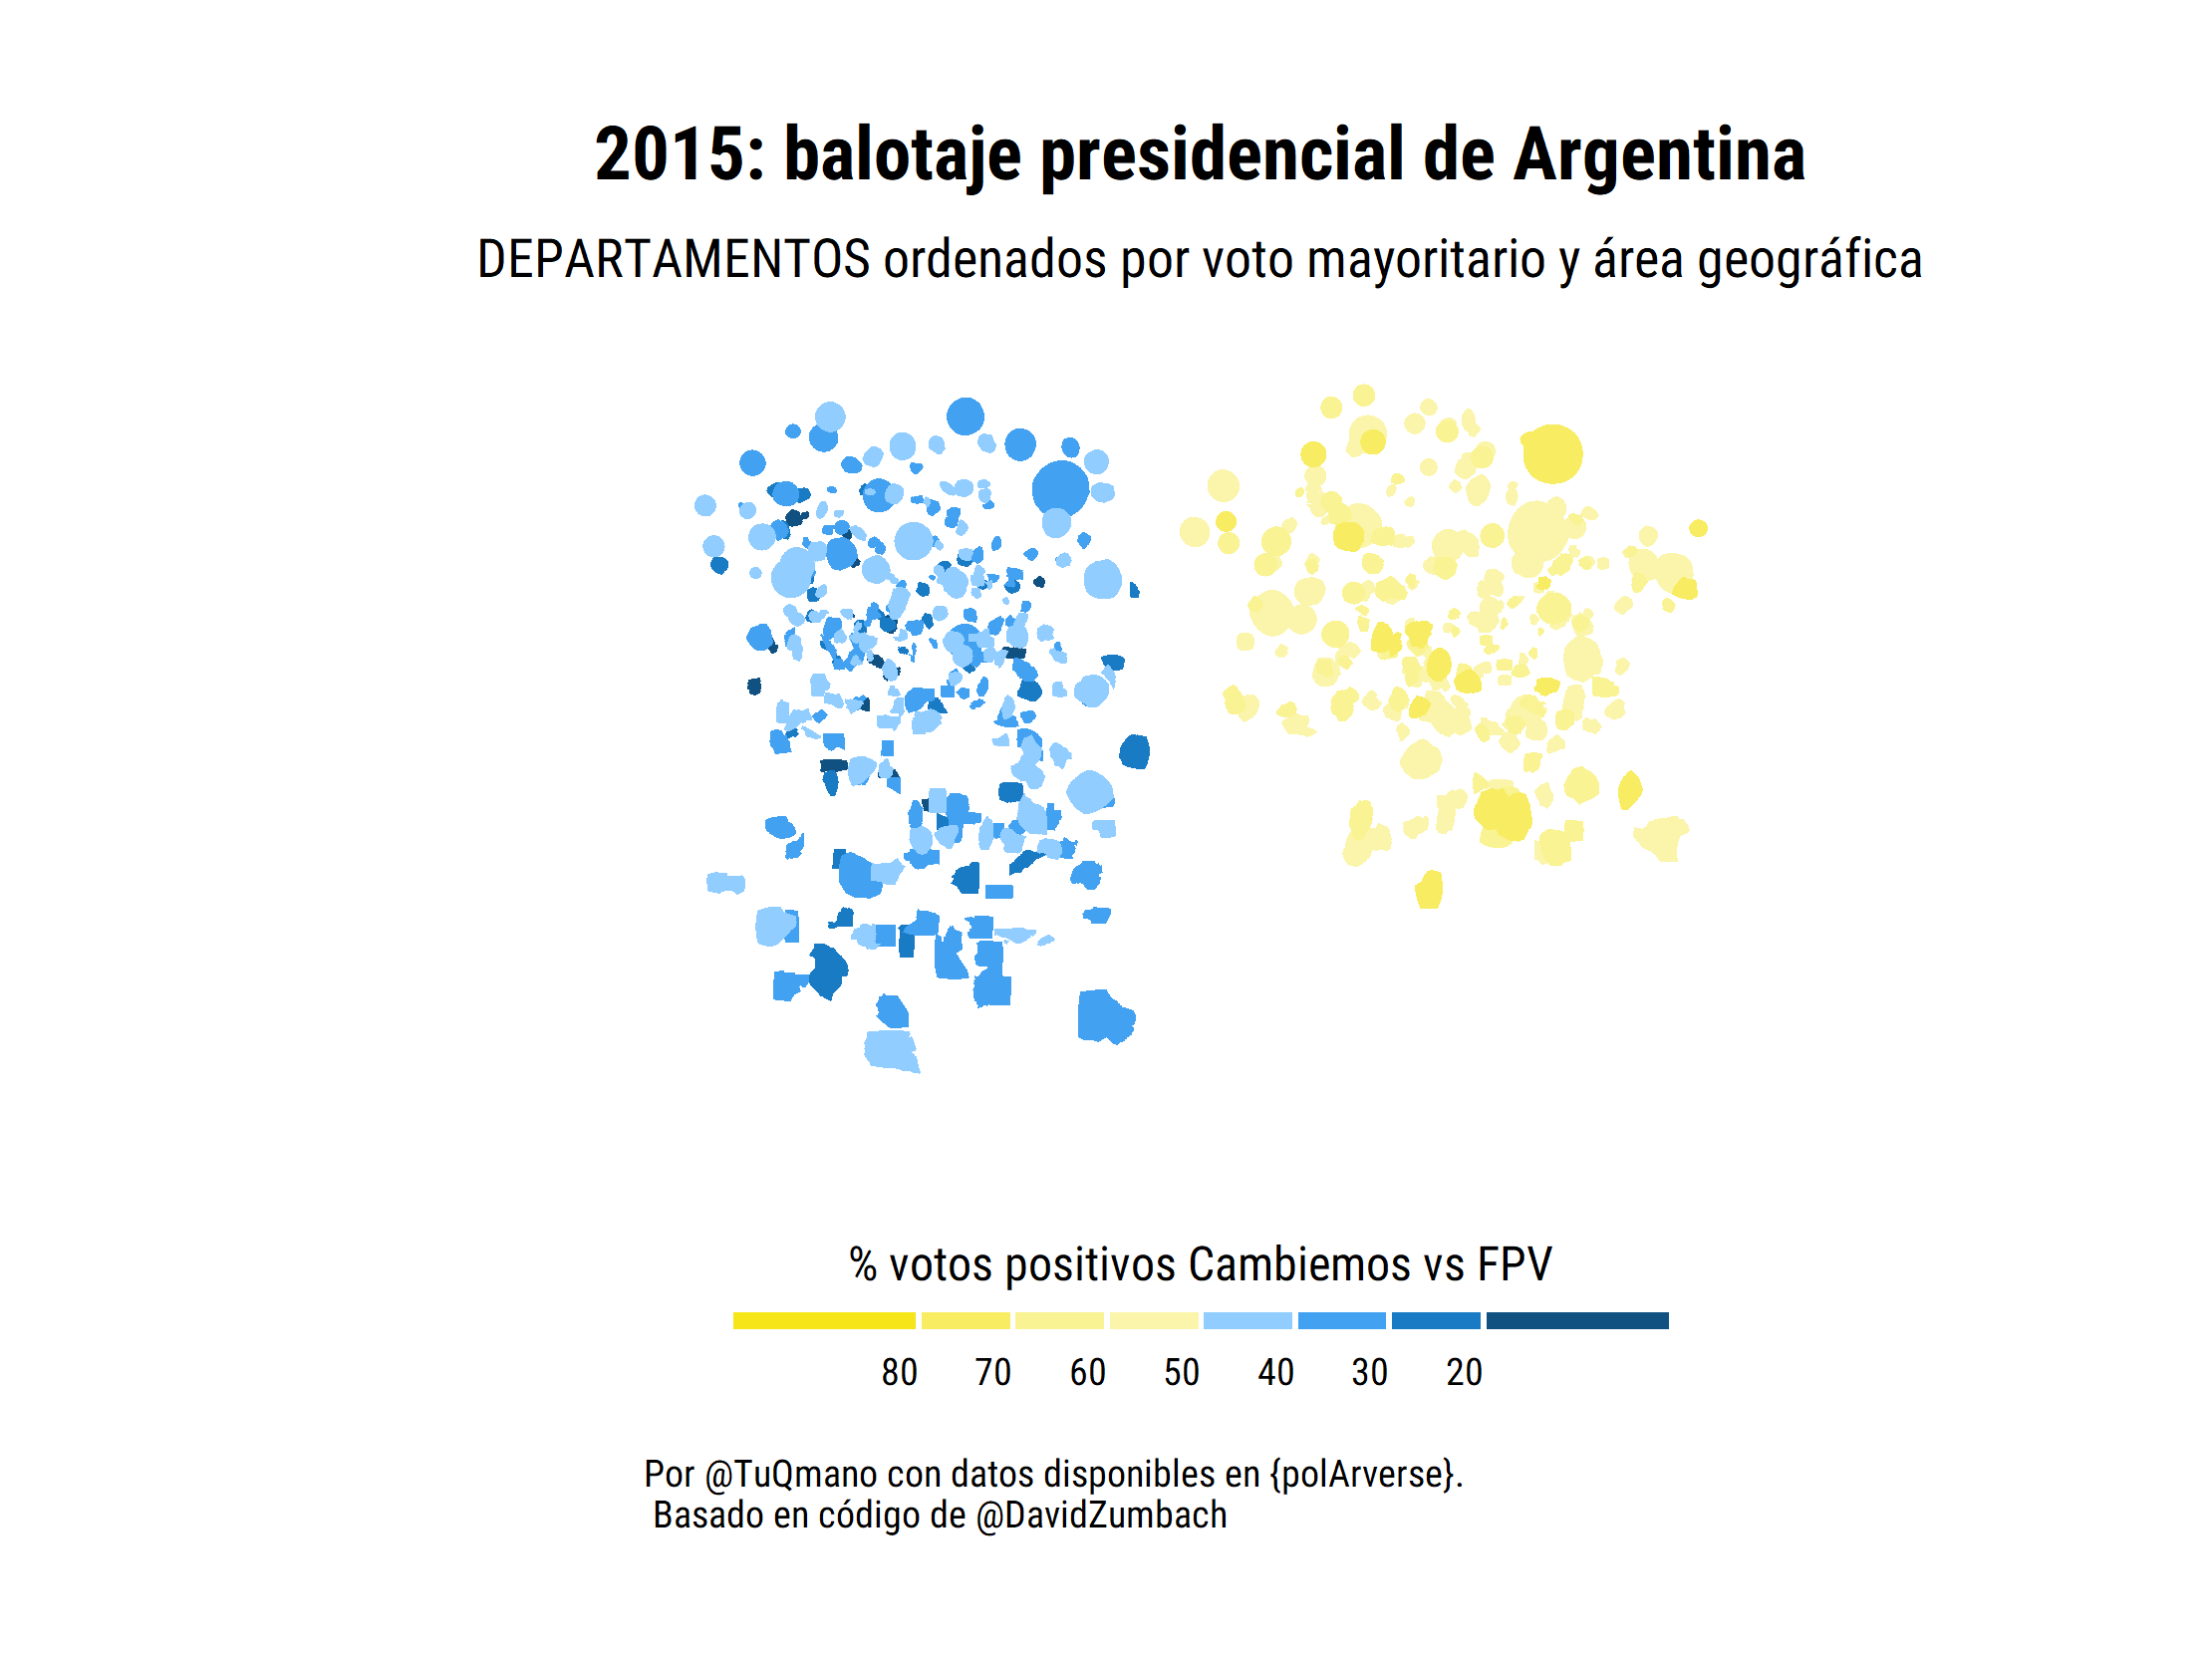 2015: balotaje presidencial de Argentina
DEPARTAMENTOS ordenados por voto mayoritario y área geográfica
% votos positivos Cambiemos vs FPV
80 70 60 50 40 30 20
Por @TuQmano con datos disponibles en {polArverse}.
Basado en código de @DavidZumbach